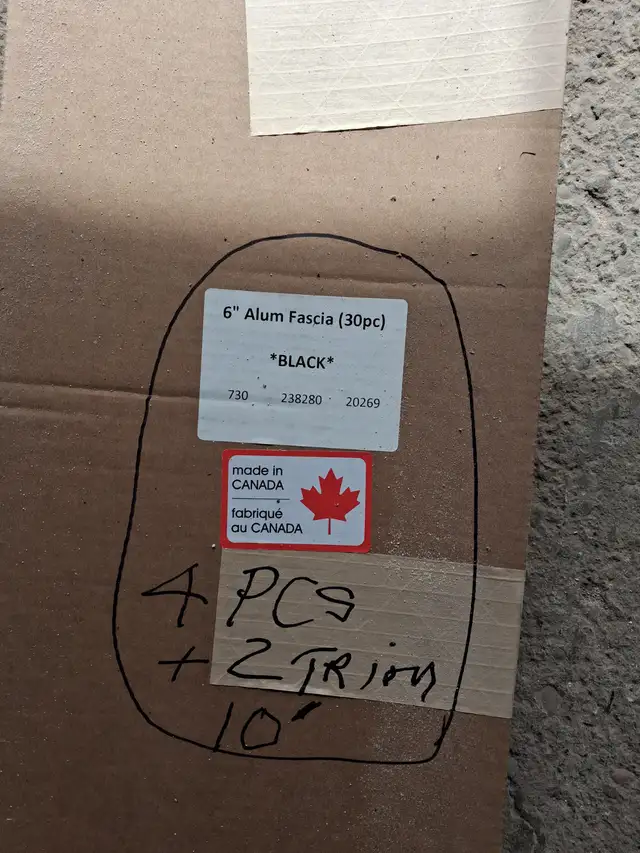 6" Alum Fascia (30pc)
*BLACK*
730 238280 20269
made in
CANADA
fabriqué
au CANADA
4 PCS
+ 2 TRim
10'